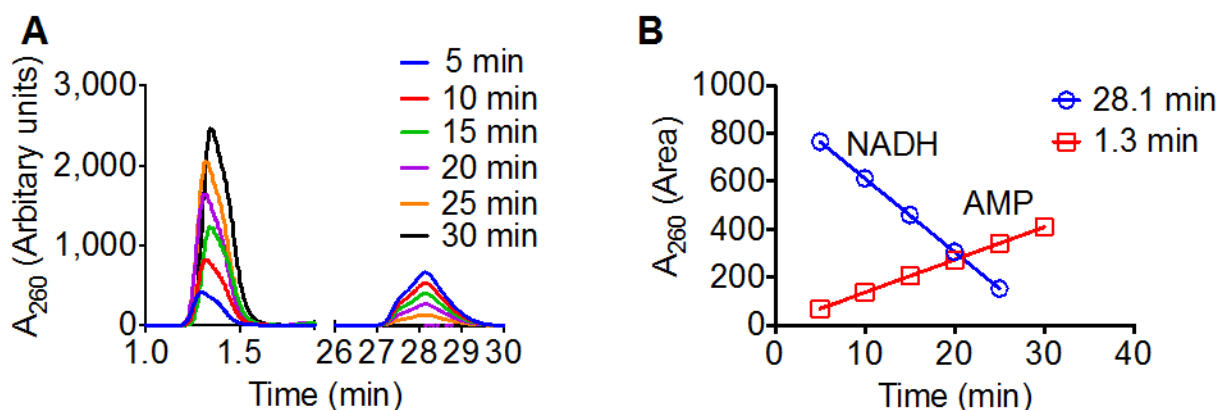 A
A260 (Arbitary units)
3,000
2,000
1,000
0
1.0
1.5
26
27
28
29
30
Time (min)
5 min
10 min
15 min
20 min
25 min
30 min
B
A260 (Area)
1000
800
600
400
200
0
0
10
20
30
40
Time (min)
NADH
AMP
28.1 min
1.3 min